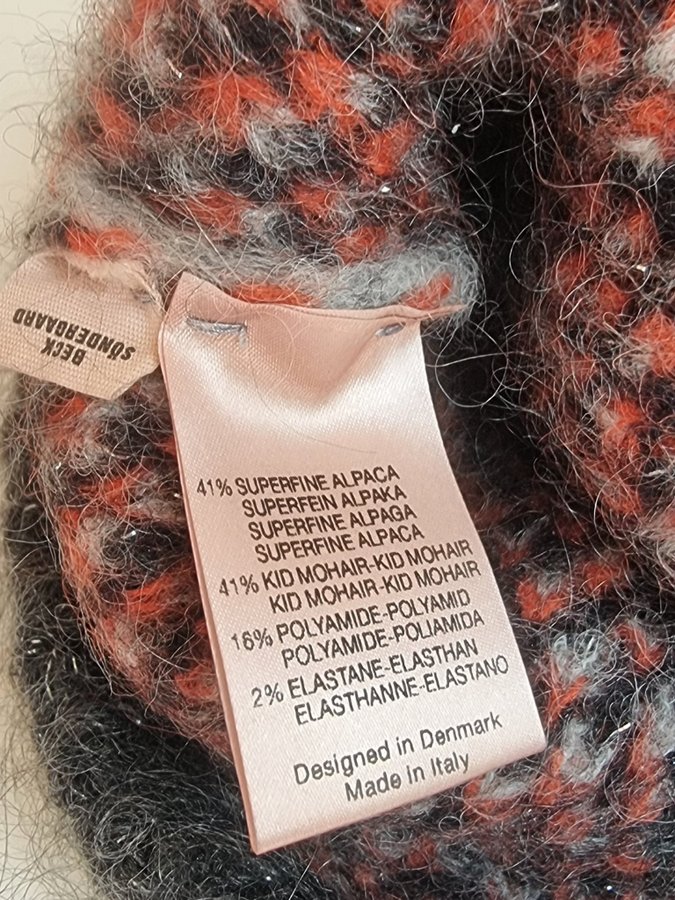 BECK
SÖNDERGAARD
41% SUPERFINE ALPACA
SUPERFEIN ALPAKA
SUPERFINE ALPAGA
SUPERFINE ALPACA
41% KID MOHAIR-KID MOHAIR
KID MOHAIR-KID MOHAIR
16% POLYAMIDE-POLYAMID
POLYAMIDE-POLIAMIDA
2% ELASTANE-ELASTHAN
ELASTHANNE-ELASTANO
Designed in Denmark
Made in Italy